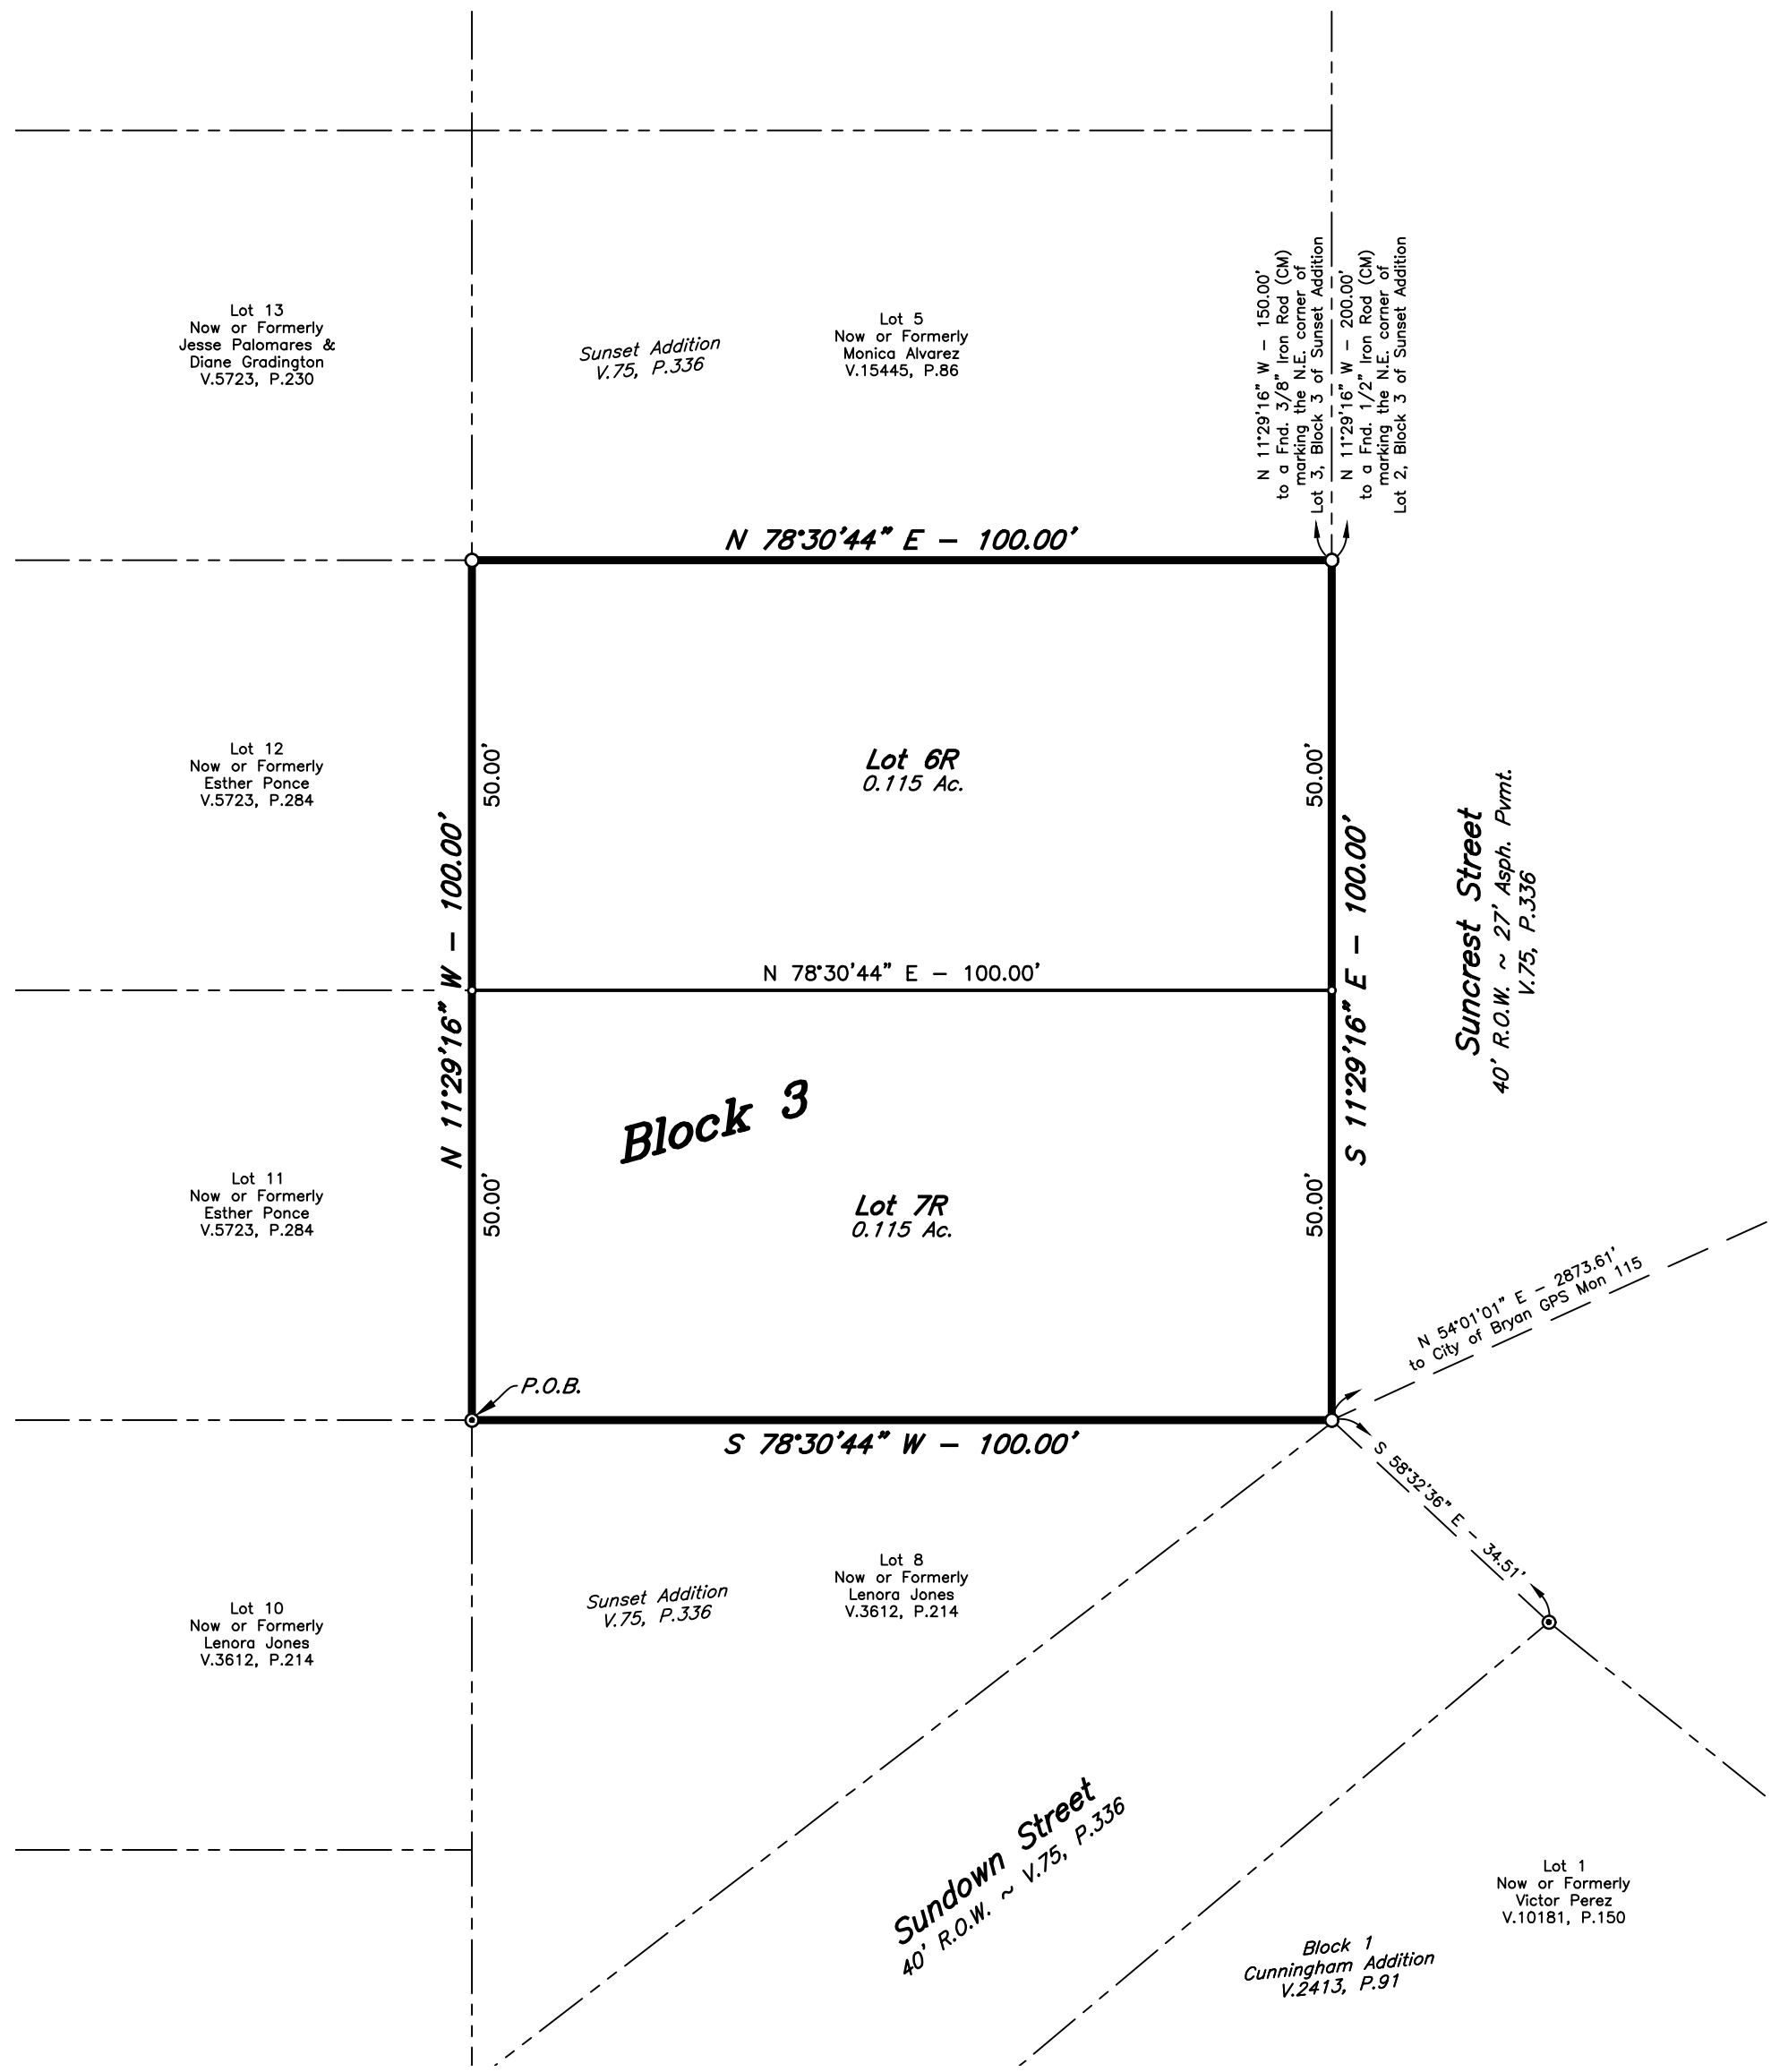 Lot 13
Now or Formerly
Jesse Palomares &
Diane Gradington
V.5723, P.230
Sunset Addition
V.75, P.336
Lot 5
Now or Formerly
Monica Alvarez
V.15445, P.86
N 11°29'16" W - 150.00'
to a Fnd. 3/8" Iron Rod (CM)
marking the N.E. corner of
Lot 3, Block 3 of Sunset Addition
N 11°29'16" W - 200.00'
to a Fnd. 1/2" Iron Rod (CM)
marking the N.E. corner of
Lot 2, Block 3 of Sunset Addition
N 78°30'44" E - 100.00'
Lot 12
Now or Formerly
Esther Ponce
V.5723, P.284
50.00'
Lot 6R
0.115 Ac.
50.00'
N 11°29'16" W - 100.00'
S 11°29'16" E - 100.00'
Suncrest Street
40' R.O.W. ~ 27' Asph. Pvmt.
V.75, P.336
N 78°30'44" E - 100.00'
Block 3
Lot 11
Now or Formerly
Esther Ponce
V.5723, P.284
50.00'
Lot 7R
0.115 Ac.
50.00'
N 54°01'01" E - 2873.61'
to City of Bryan GPS Mon 115
P.O.B.
S 78°30'44" W - 100.00'
S 58°32'36" E - 34.51'
Lot 10
Now or Formerly
Lenora Jones
V.3612, P.214
Sunset Addition
V.75, P.336
Lot 8
Now or Formerly
Lenora Jones
V.3612, P.214
Sundown Street
40' R.O.W. ~ V.75, P.336
Lot 1
Now or Formerly
Victor Perez
V.10181, P.150
Block 1
Cunningham Addition
V.2413, P.91